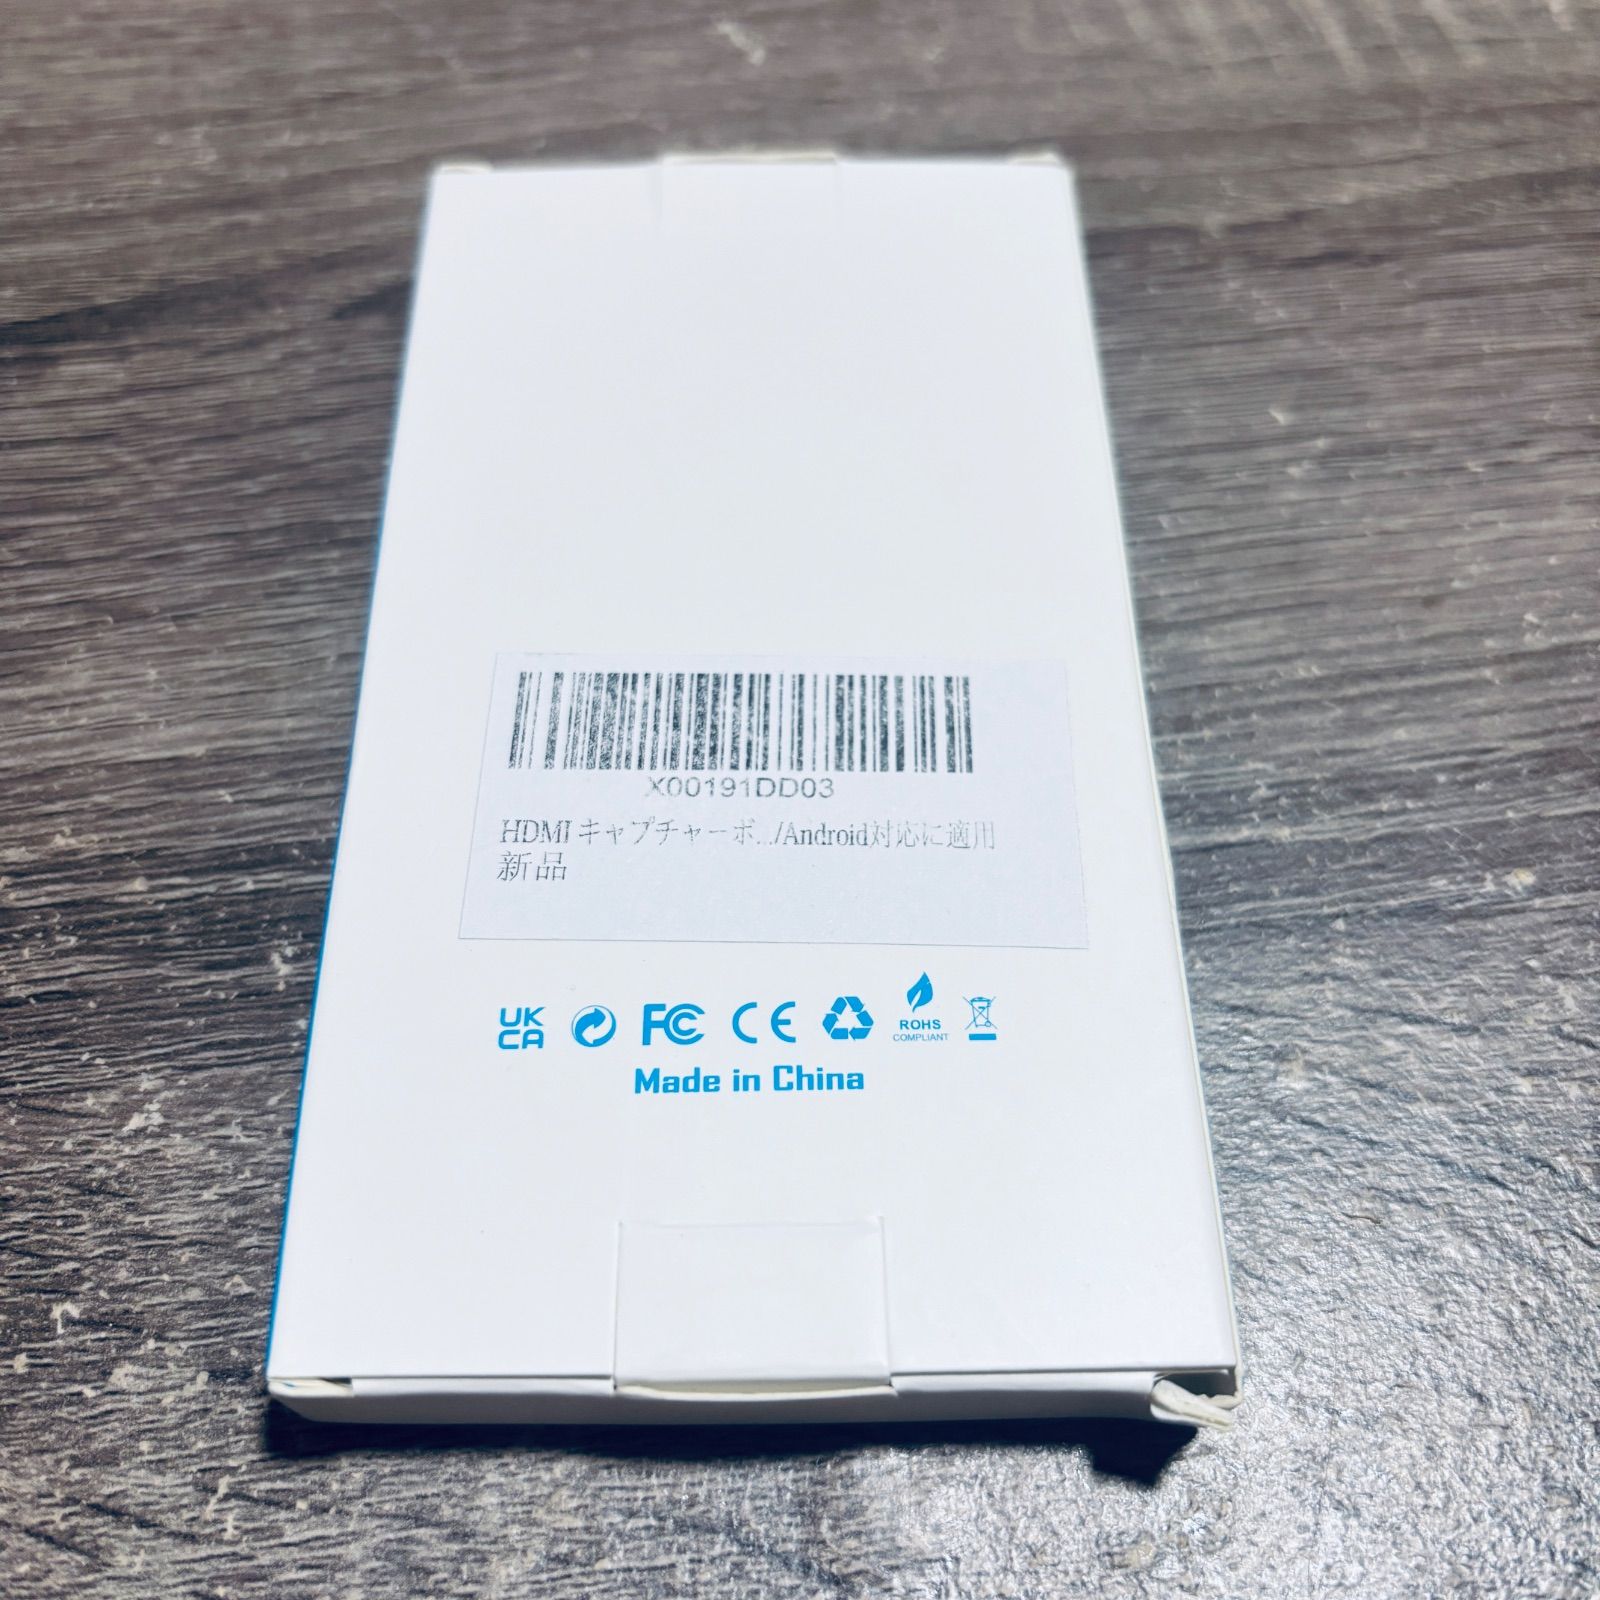 X00191DD03
HDMI キャプチャーボ.../Android対応に適用
新品
UK
CA
FC
CE
ROHS
COMPLIANT
Made in China